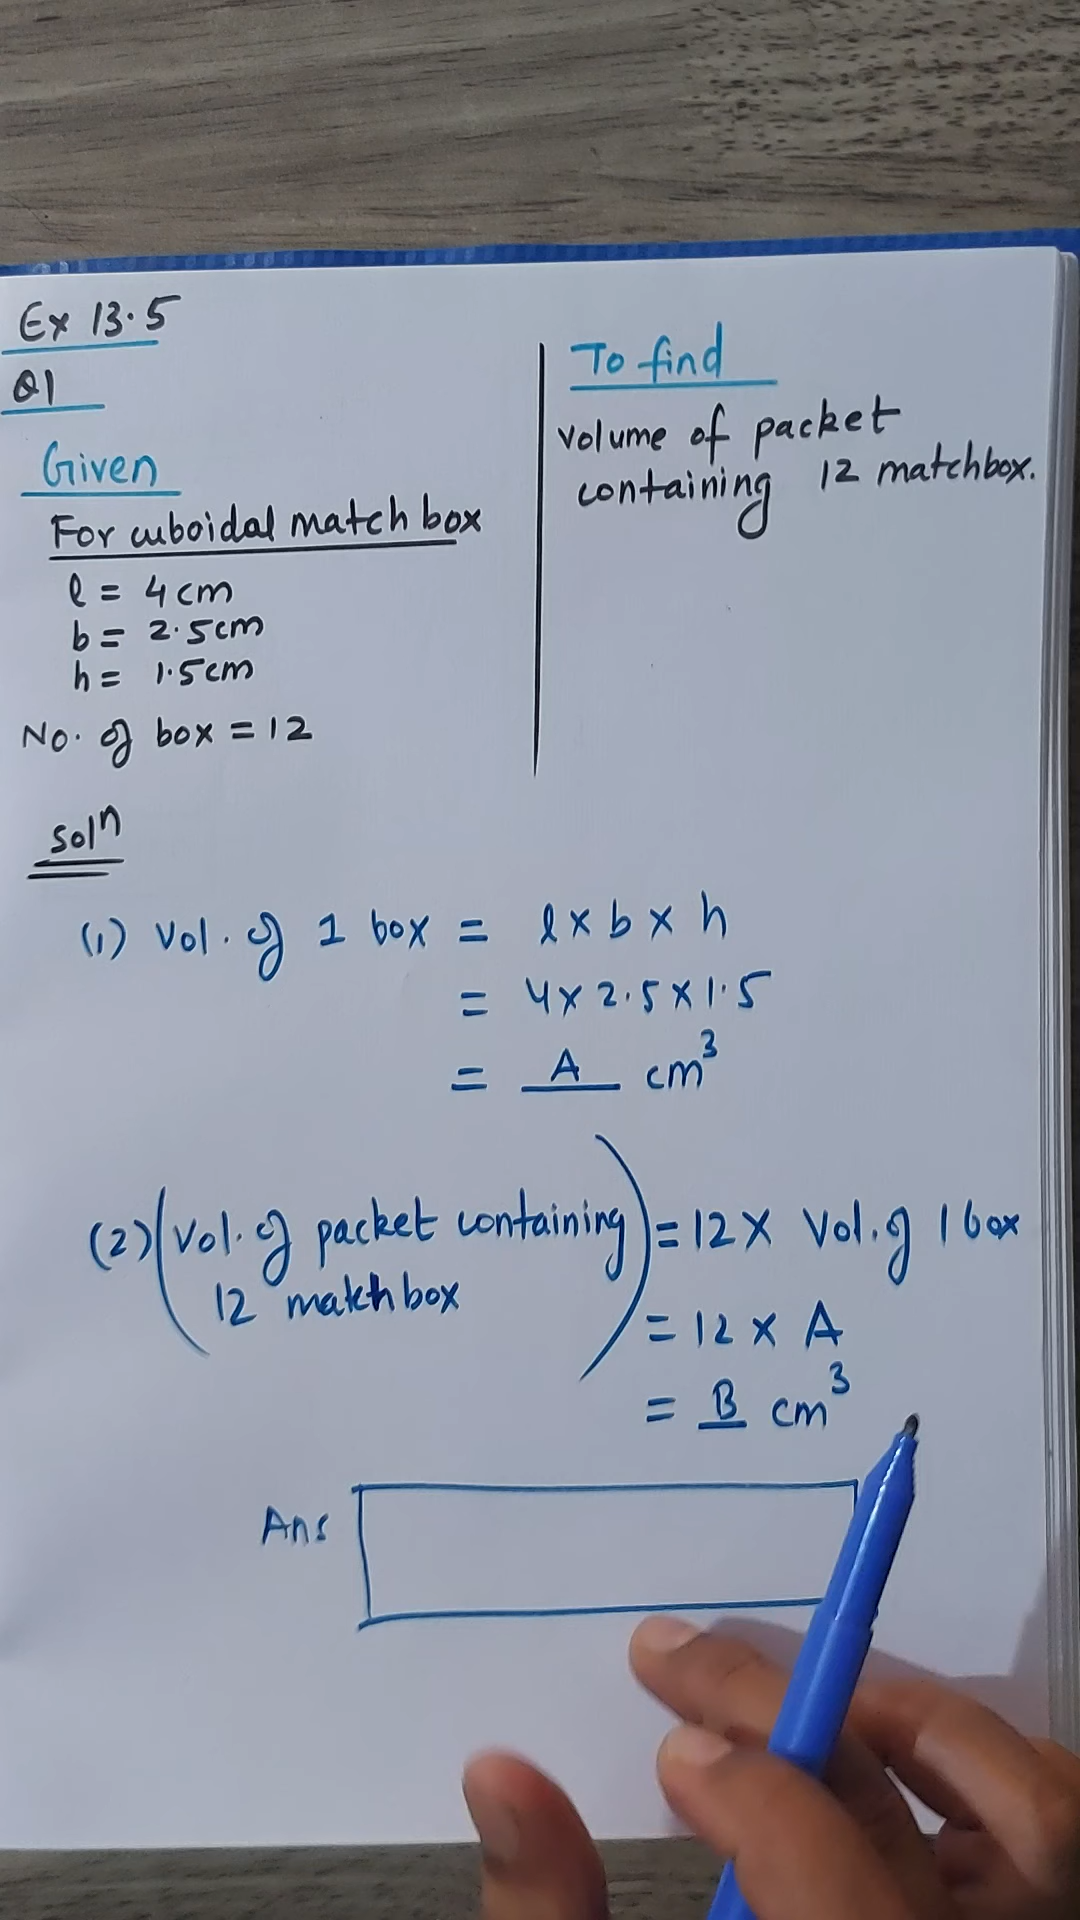 Ex 13.5
Q1
Given
For cuboidal match box
l = 4cm
b = 2.5cm
h = 1.5cm
No. of box = 12
To find
volume of packet
containing 12 matchbox.
Solⁿ
(1) Vol. of 1 box = l x b x h
= 4 x 2.5 x 1.5
= A cm³
(2) (Vol. of packet containing
12 matchbox) = 12 x Vol. of 1 box
= 12 x A
= B cm³
Ans